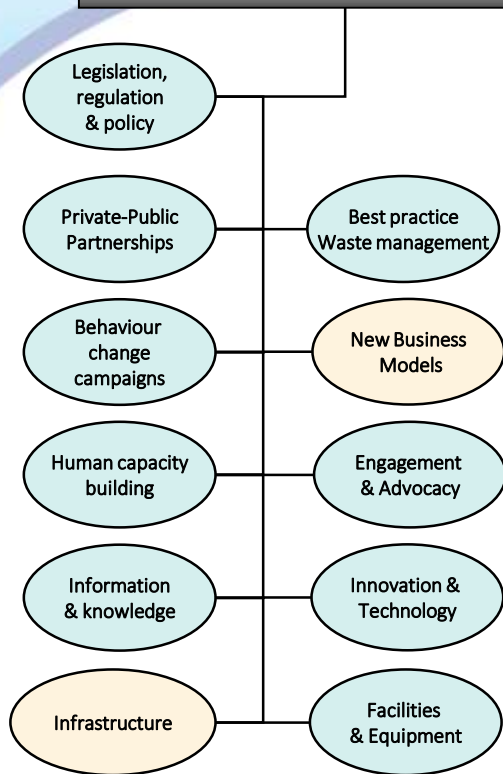 Legislation,
regulation
& policy
Private-Public
Partnerships
Best practice
Waste management
Behaviour
change
campaigns
New Business
Models
Human capacity
building
Engagement
& Advocacy
Information
& knowledge
Innovation &
Technology
Infrastructure
Facilities
& Equipment